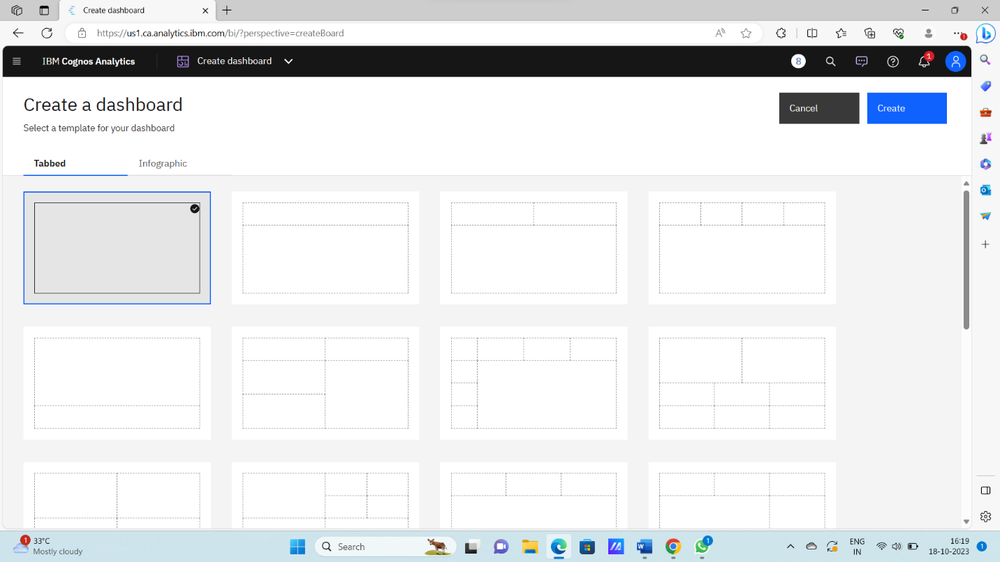 Create dashboard
https://us1.ca.analytics.ibm.com/bi/?perspective=createBoard
IBM Cognos Analytics
Create dashboard
8
1
Create a dashboard
Cancel
Create
Select a template for your dashboard
Tabbed
Infographic
1
33°C
Mostly cloudy
Search
1
ENG
IN
16:19
18-10-2023
1